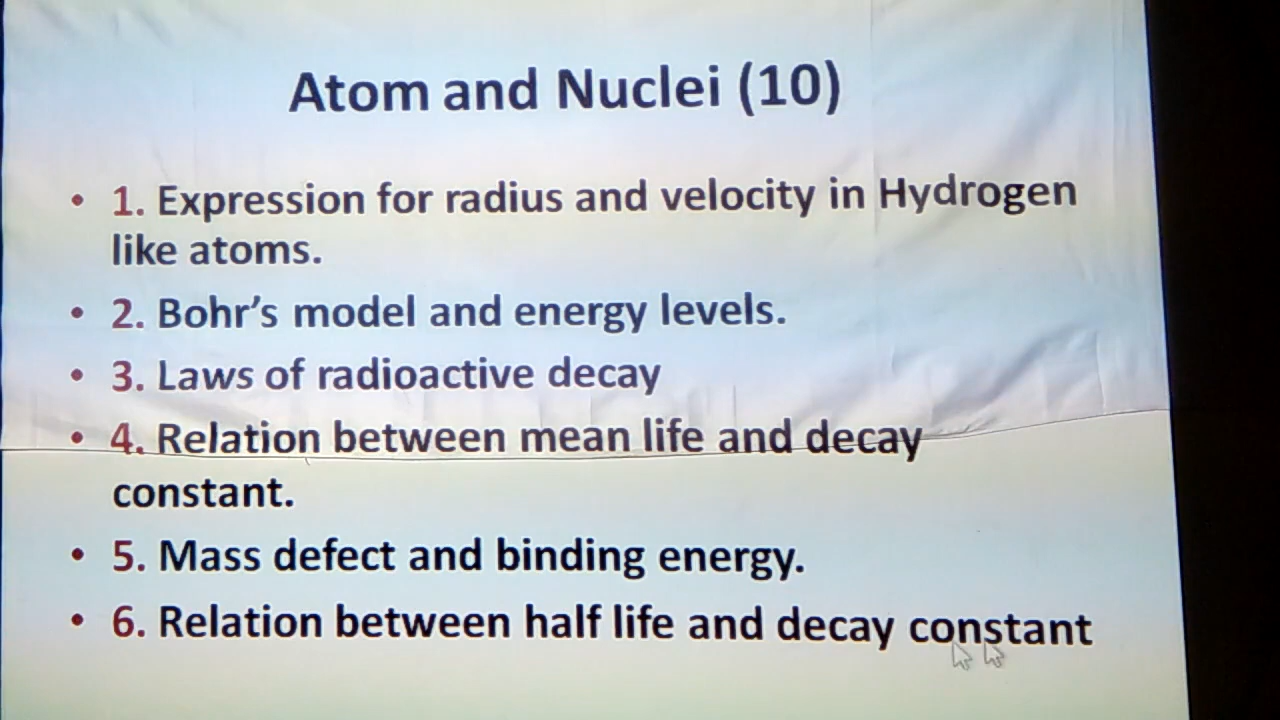 Atom and Nuclei (10)
• 1. Expression for radius and velocity in Hydrogen
like atoms.
• 2. Bohr's model and energy levels.
• 3. Laws of radioactive decay
• 4. Relation between mean life and decay
constant.
• 5. Mass defect and binding energy.
• 6. Relation between half life and decay constant